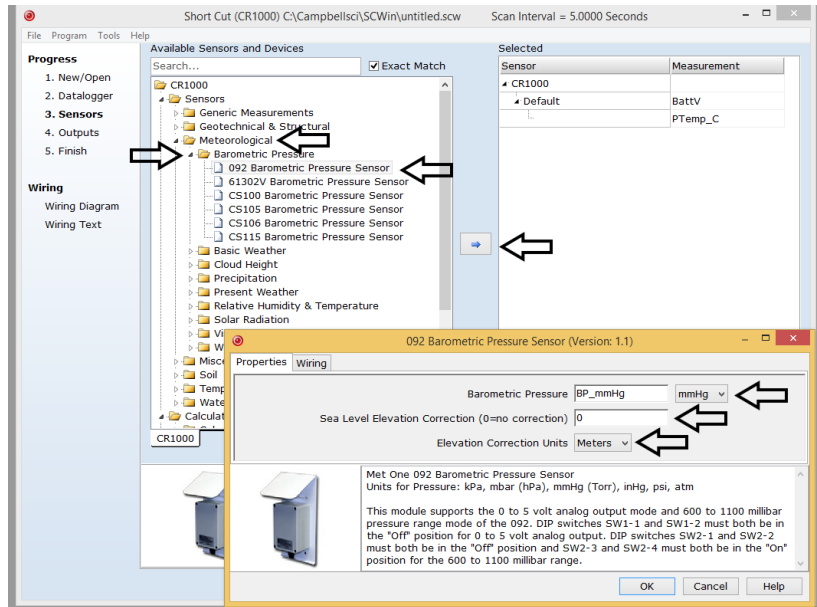 Short Cut (CR1000) C:\Campbellsci\SCWin\untitled.scw Scan Interval = 5.0000 Seconds
File Program Tools Help
Progress
1. New/Open
2. Datalogger
3. Sensors
4. Outputs
5. Finish
Wiring
Wiring Diagram
Wiring Text
Available Sensors and Devices
Search...
Exact Match
CR1000
Sensors
Generic Measurements
Geotechnical & Structural
Meteorological
Barometric Pressure
092 Barometric Pressure Sensor
61302V Barometric Pressure Sensor
CS100 Barometric Pressure Sensor
CS105 Barometric Pressure Sensor
CS106 Barometric Pressure Sensor
CS115 Barometric Pressure Sensor
Basic Weather
Cloud Height
Precipitation
Present Weather
Relative Humidity & Temperature
Solar Radiation
Vi
W
Misce
Soil
Temp
Wate
Calculat
CR1000
Selected
Sensor Measurement
CR1000
Default BattV
PTemp_C
092 Barometric Pressure Sensor (Version: 1.1)
Properties Wiring
Barometric Pressure BP_mmHg mmHg
Sea Level Elevation Correction (0=no correction) 0
Elevation Correction Units Meters
Met One 092 Barometric Pressure Sensor
Units for Pressure: kPa, mbar (hPa), mmHg (Torr), inHg, psi, atm
This module supports the 0 to 5 volt analog output mode and 600 to 1100 millibar
pressure range mode of the 092. DIP switches SW1-1 and SW1-2 must both be in
the "Off" position for 0 to 5 volt analog output. DIP switches SW2-1 and SW2-2
must both be in the "Off" position and SW2-3 and SW2-4 must both be in the "On"
position for the 600 to 1100 millibar range.
OK Cancel Help